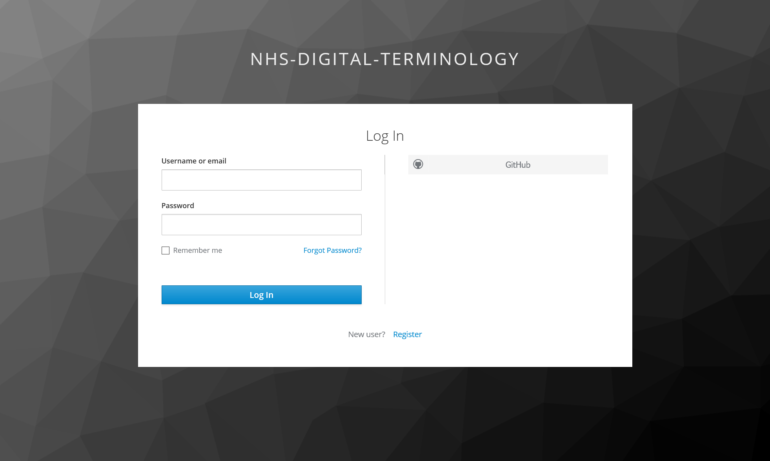 NHS-DIGITAL-TERMINOLOGY
Log In
Username or email
Password
Remember me
Forgot Password?
Log In
GitHub
New user? Register